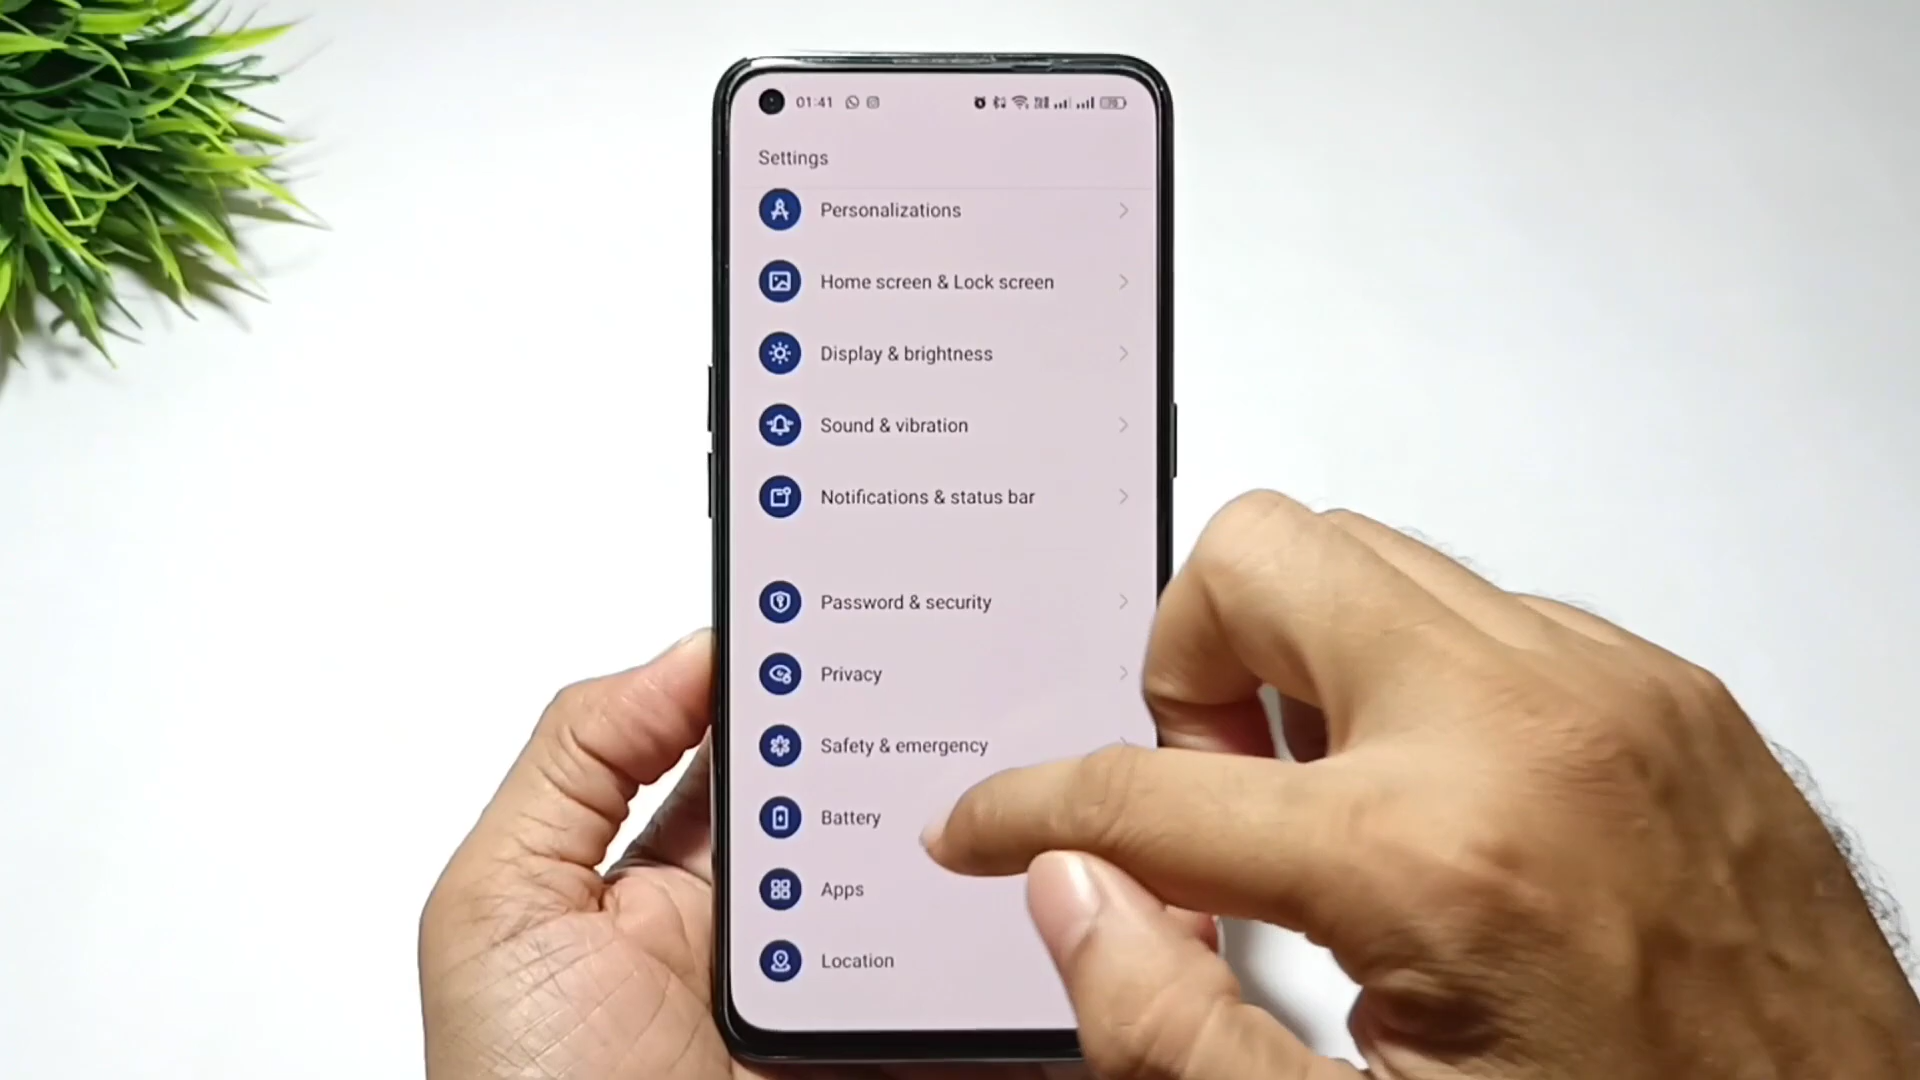 01:41
Settings
Personalizations
Home screen & Lock screen
Display & brightness
Sound & vibration
Notifications & status bar
Password & security
Privacy
Safety & emergency
Battery
Apps
Location